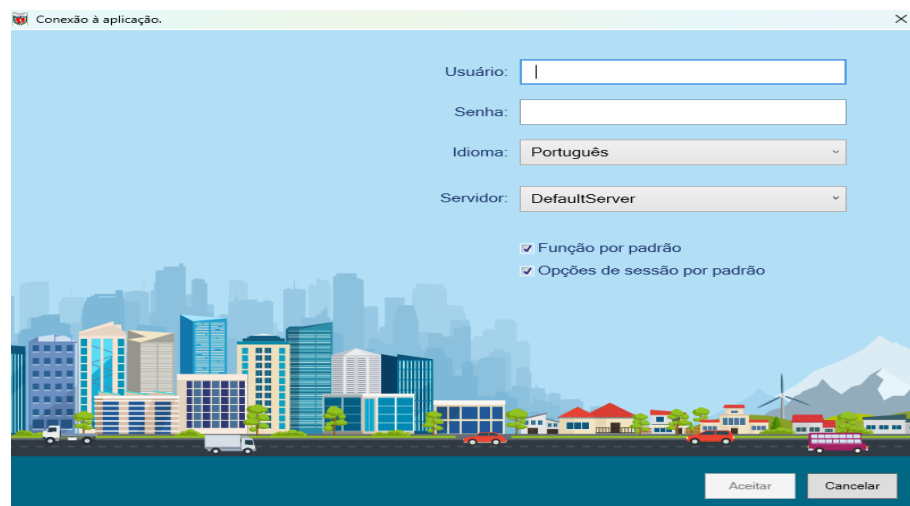 Conexão à aplicação.
Usuário:
Senha:
Idioma: Português
Servidor: DefaultServer
Função por padrão
Opções de sessão por padrão
Aceitar Cancelar